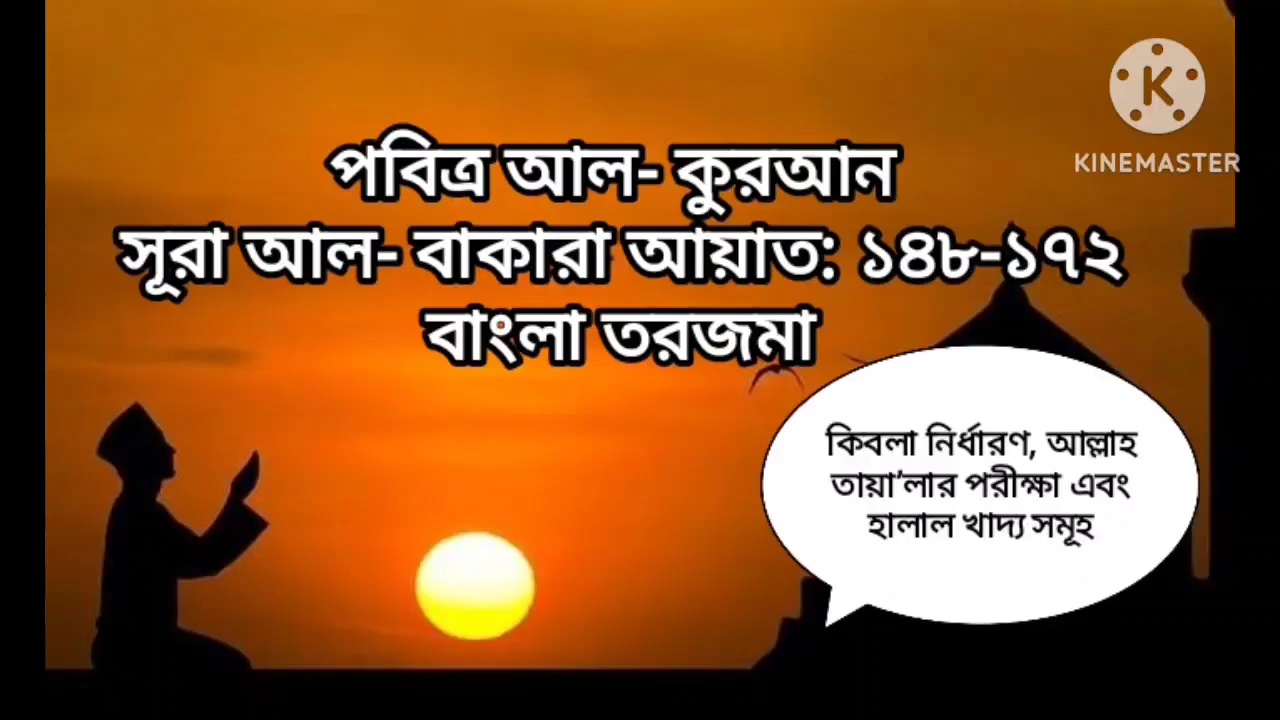 K
KINEMASTER
পবিত্র আল- কুরআন
সূরা আল- বাকারা আয়াত: ১৪৮-১৭২
বাংলা তরজমা
কিবলা নির্ধারণ, আল্লাহ
তায়া’লার পরীক্ষা এবং
হালাল খাদ্য সমূহ